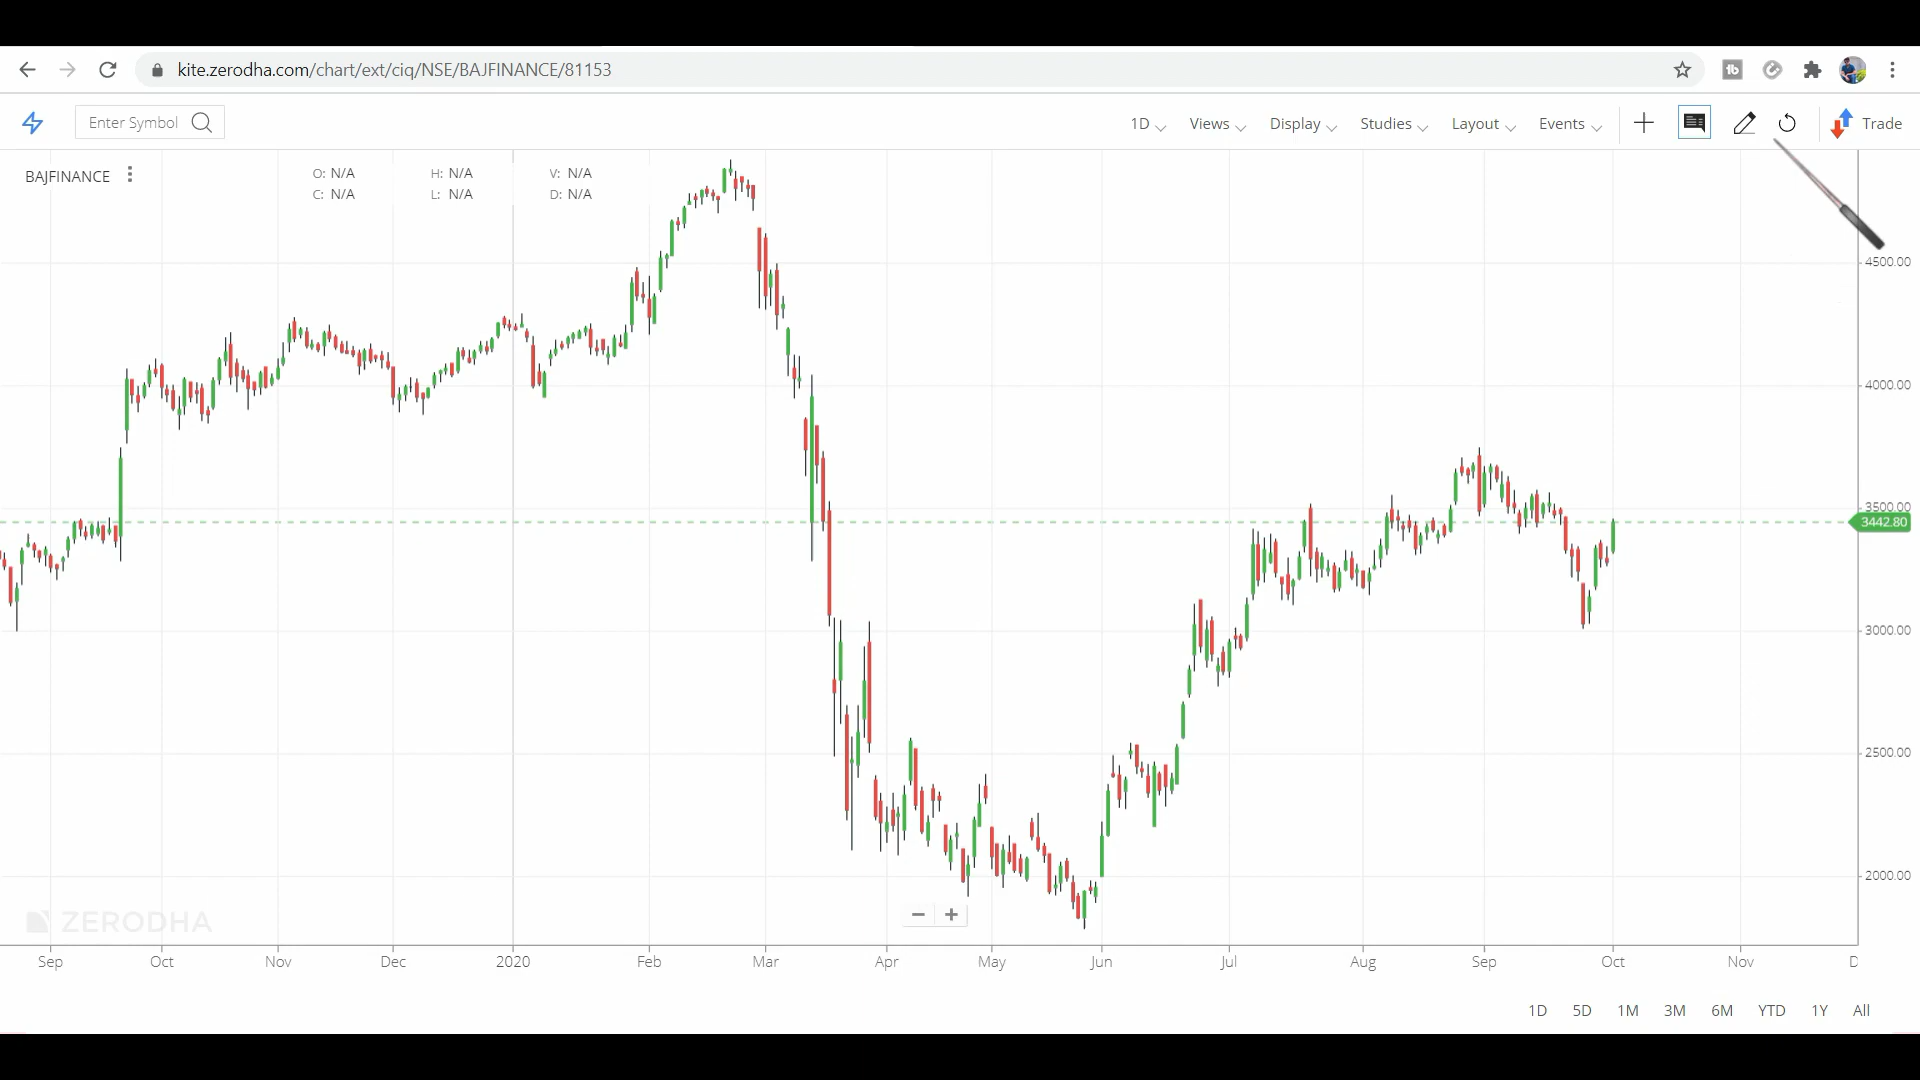 kite.zerodha.com/chart/ext/ciq/NSE/BAJFINANCE/81153
Enter Symbol
1D Views Display Studies Layout Events Trade
BAJFINANCE
O: N/A H: N/A V: N/A
C: N/A L: N/A D: N/A
4500.00
4000.00
3500.00
3442.80
3000.00
2500.00
2000.00
ZERODHA
Sep Oct Nov Dec 2020 Feb Mar Apr May Jun Jul Aug Sep Oct Nov D
1D 5D 1M 3M 6M YTD 1Y All